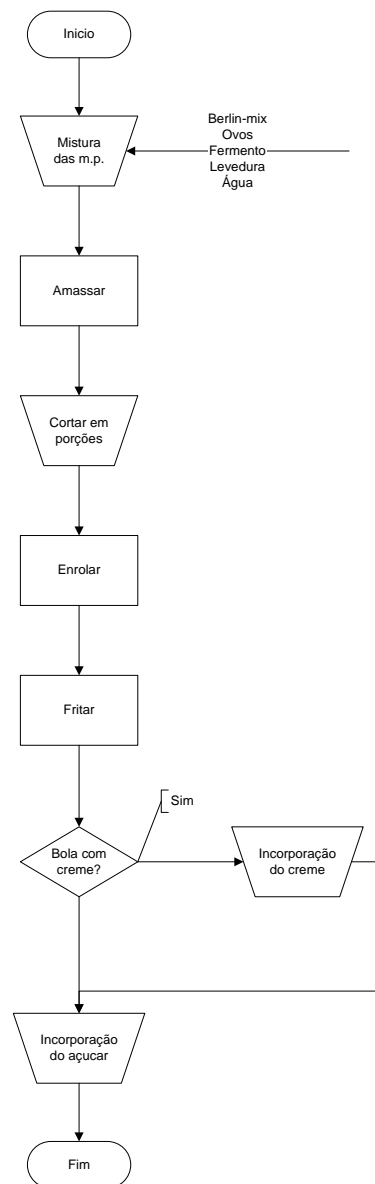 Inicio
Berlin-mix
Ovos
Fermento
Levedura
Água
Mistura
das m.p.
Amassar
Cortar em
porções
Enrolar
Fritar
Sim
Bola com
creme?
Incorporação
do creme
Incorporação
do açucar
Fim